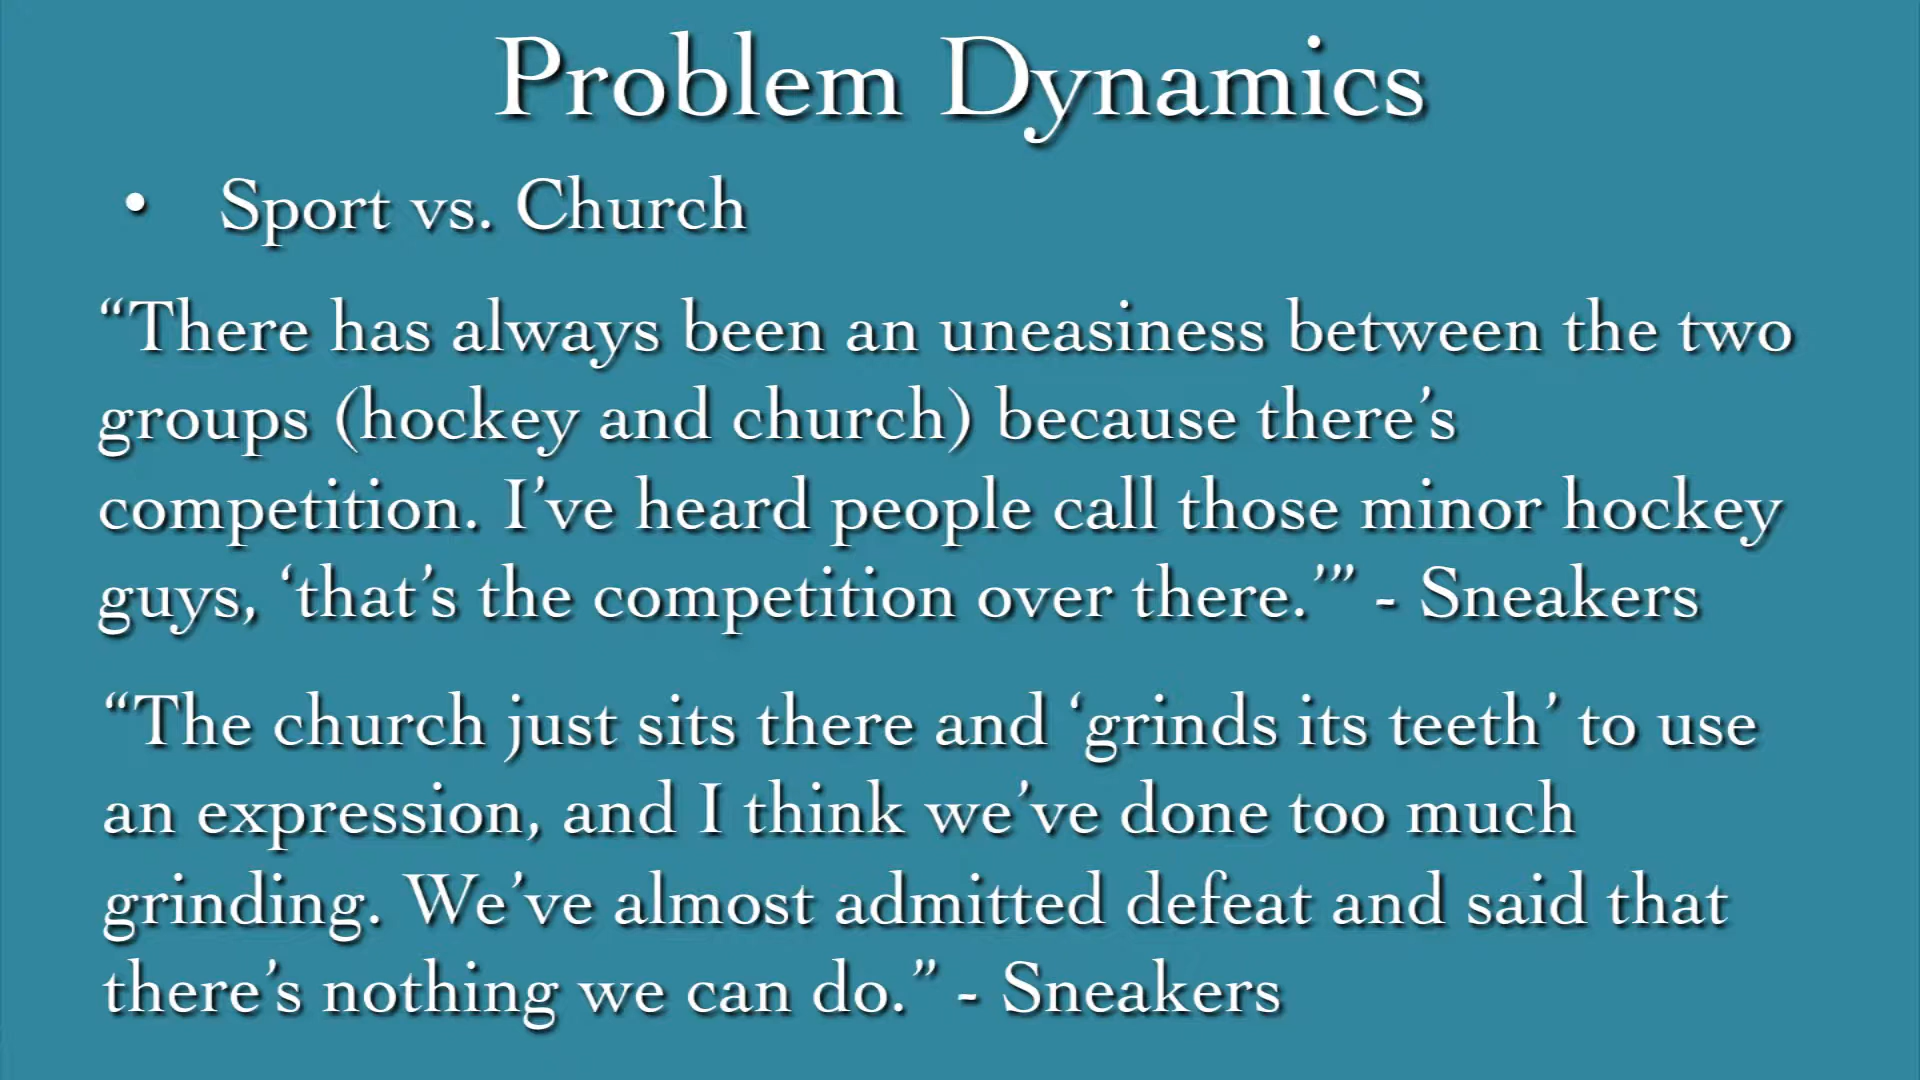 Problem Dynamics
• Sport vs. Church
“There has always been an uneasiness between the two
groups (hockey and church) because there’s
competition. I’ve heard people call those minor hockey
guys, ‘that’s the competition over there.’” - Sneakers
“The church just sits there and ‘grinds its teeth’ to use
an expression, and I think we’ve done too much
grinding. We’ve almost admitted defeat and said that
there’s nothing we can do.” - Sneakers